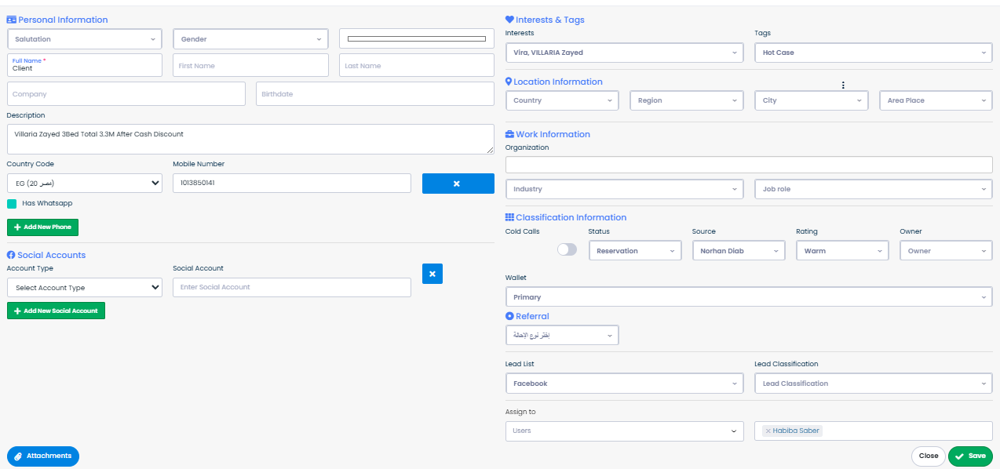 Personal Information
Salutation
Gender
Full Name *
Client
First Name
Last Name
Company
Birthdate
Description
Villaria Zayed 3Bed Total 3.3M After Cash Discount
Country Code
Mobile Number
EG (20 مصر)
1013850141
Has Whatsapp
Add New Phone
Social Accounts
Account Type
Social Account
Select Account Type
Enter Social Account
Add New Social Account
Attachments
Interests & Tags
Interests
Tags
Vira, VILLARIA Zayed
Hot Case
Location Information
Country
Region
City
Area Place
Work Information
Organization
Industry
Job role
Classification Information
Cold Calls
Status
Source
Rating
Owner
Reservation
Norhan Diab
Warm
Owner
Wallet
Primary
Referral
إختر نوع الإحالة
Lead List
Lead Classification
Facebook
Lead Classification
Assign to
Users
× Habiba Saber
Close
Save